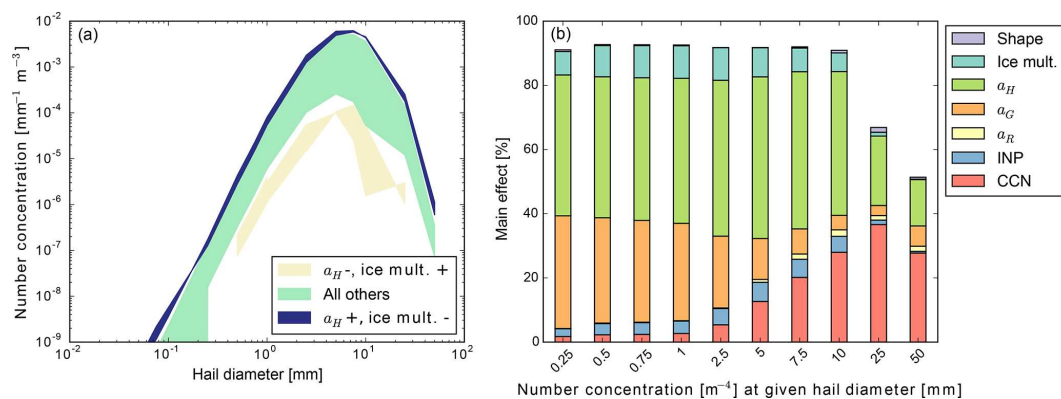 (a)
Number concentration [mm⁻¹ m⁻³]
10⁻²
10⁻³
10⁻⁴
10⁻⁵
10⁻⁶
10⁻⁷
10⁻⁸
10⁻⁹
a_H-, ice mult. +
All others
a_H+, ice mult. -
10⁻² 10⁻¹ 10⁰ 10¹ 10²
Hail diameter [mm]
(b)
Main effect [%]
100
80
60
40
20
0
0.25 0.5 0.75 1 2.5 5 7.5 10 25 50
Number concentration [m⁻⁴] at given hail diameter [mm]
Shape
Ice mult.
a_H
a_G
a_R
INP
CCN